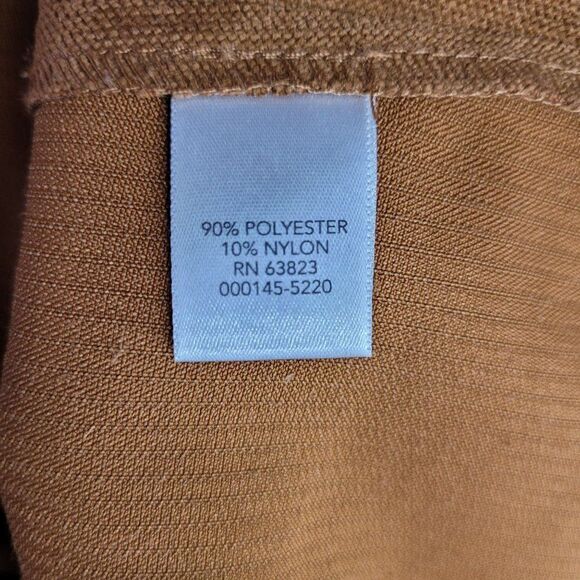 90% POLYESTER
10% NYLON
RN 63823
000145-5220